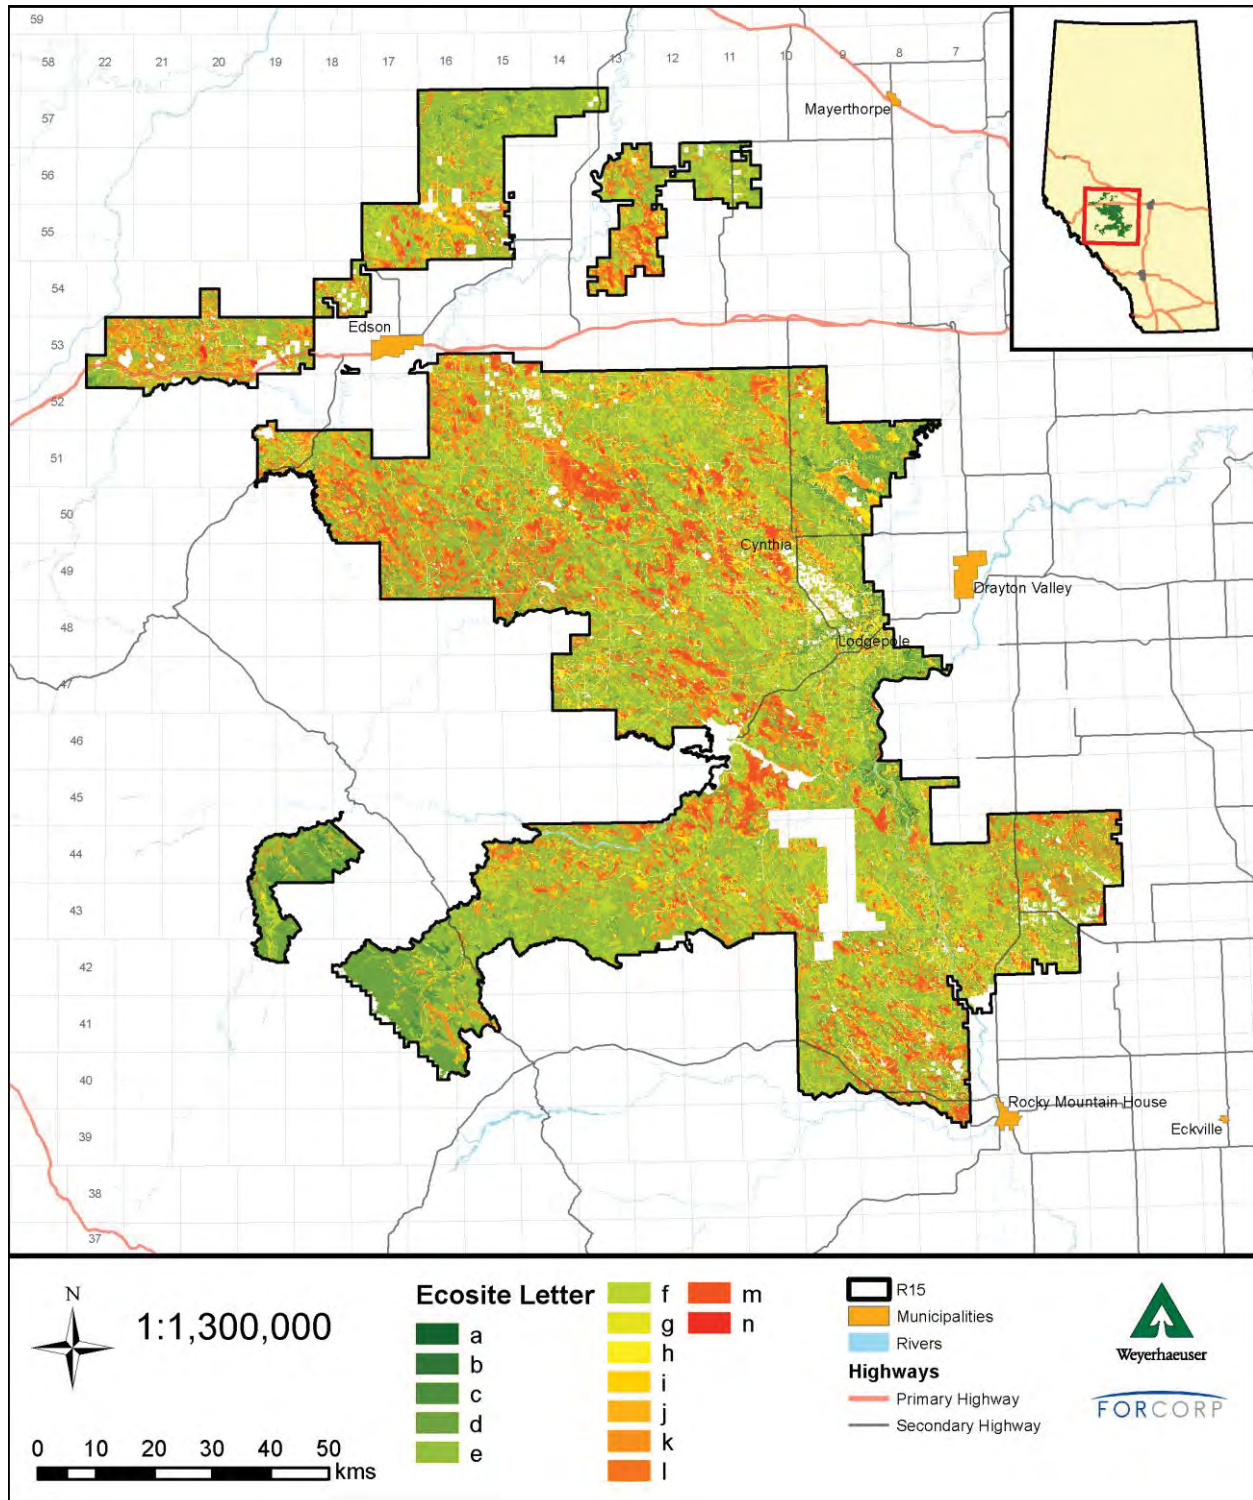 59
58 22 21 20 19 18 17 16 15 14 13 12 11 10 9 8 7
Mayerthorpe
57
56
55
54
Edson
53
52
51
50
Cynthia
49
Drayton Valley
48
Lodgepole
47
46
45
44
43
42
41
40
Rocky Mountain House
39
Eckville
38
37
N
1:1,300,000
0 10 20 30 40 50
kms
Ecosite Letter
a
b
c
d
e
f
g
h
i
j
k
l
m
n
R15
Municipalities
Rivers
Highways
Primary Highway
Secondary Highway
Weyerhaeuser
FORCORP